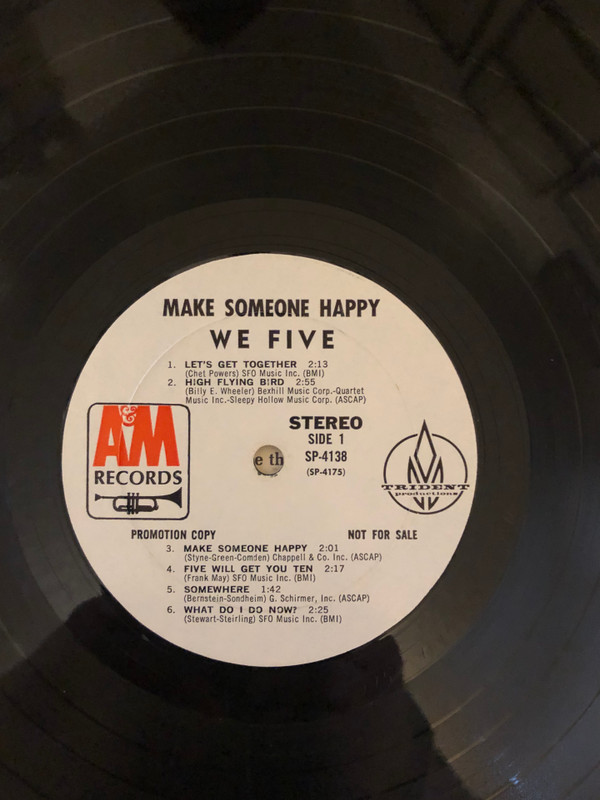 MAKE SOMEONE HAPPY
WE FIVE
1. LET'S GET TOGETHER 2:13
(Chet Powers) SFO Music Inc. (BMI)
2. HIGH FLYING BIRD 2:55
(Billy E. Wheeler) Bexhill Music Corp.-Quartet
Music Inc.-Sleepy Hollow Music Corp. (ASCAP)
A&M
RECORDS
STEREO
SIDE 1
SP-4138
(SP-4175)
e th
TRIDENT
productions
PROMOTION COPY
NOT FOR SALE
3. MAKE SOMEONE HAPPY 2:01
(Styne-Green-Comden) Chappell & Co. Inc. (ASCAP)
4. FIVE WILL GET YOU TEN 2:17
(Frank May) SFO Music Inc. (BMI)
5. SOMEWHERE 1:42
(Bernstein-Sondheim) G. Schirmer, Inc. (ASCAP)
6. WHAT DO I DO NOW? 2:25
(Stewart-Steirling) SFO Music Inc. (BMI)